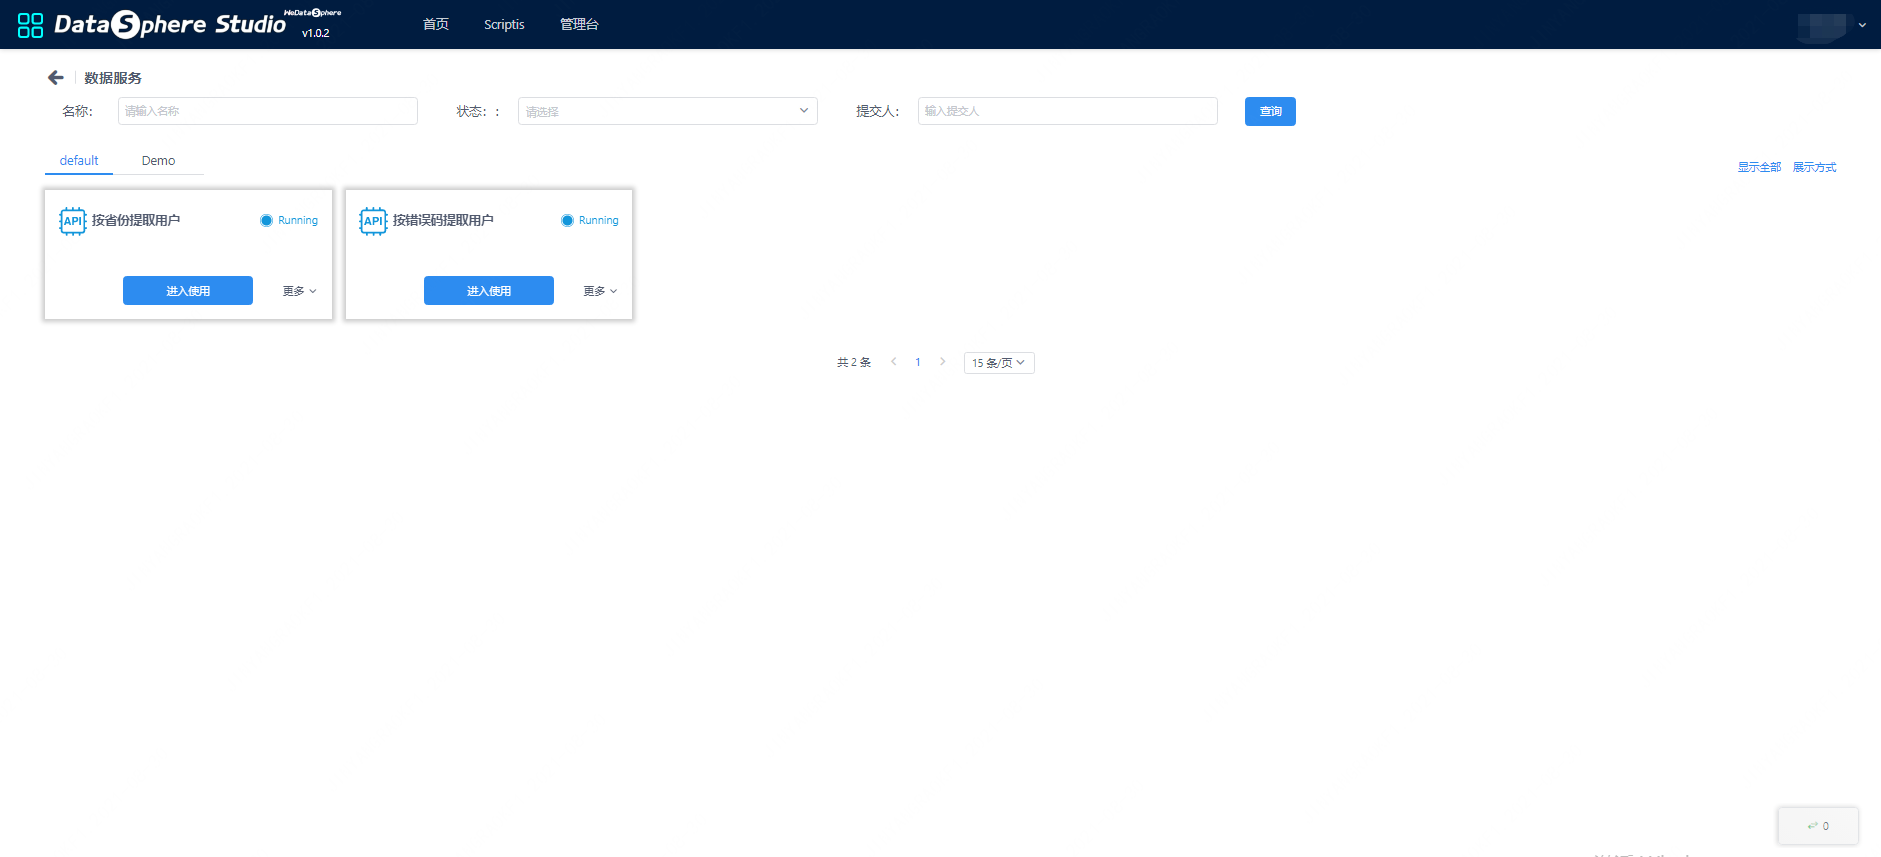 DataSphere Studio
WeDataSphere
v1.0.2
首页 Scriptis 管理台
数据服务
名称： 请输入名称 状态：： 请选择 提交人： 输入提交人 查询
default Demo
显示全部 展示方式
API 按省份提取用户 Running
进入使用 更多
API 按错误码提取用户 Running
进入使用 更多
共 2 条 1 15 条/页
0